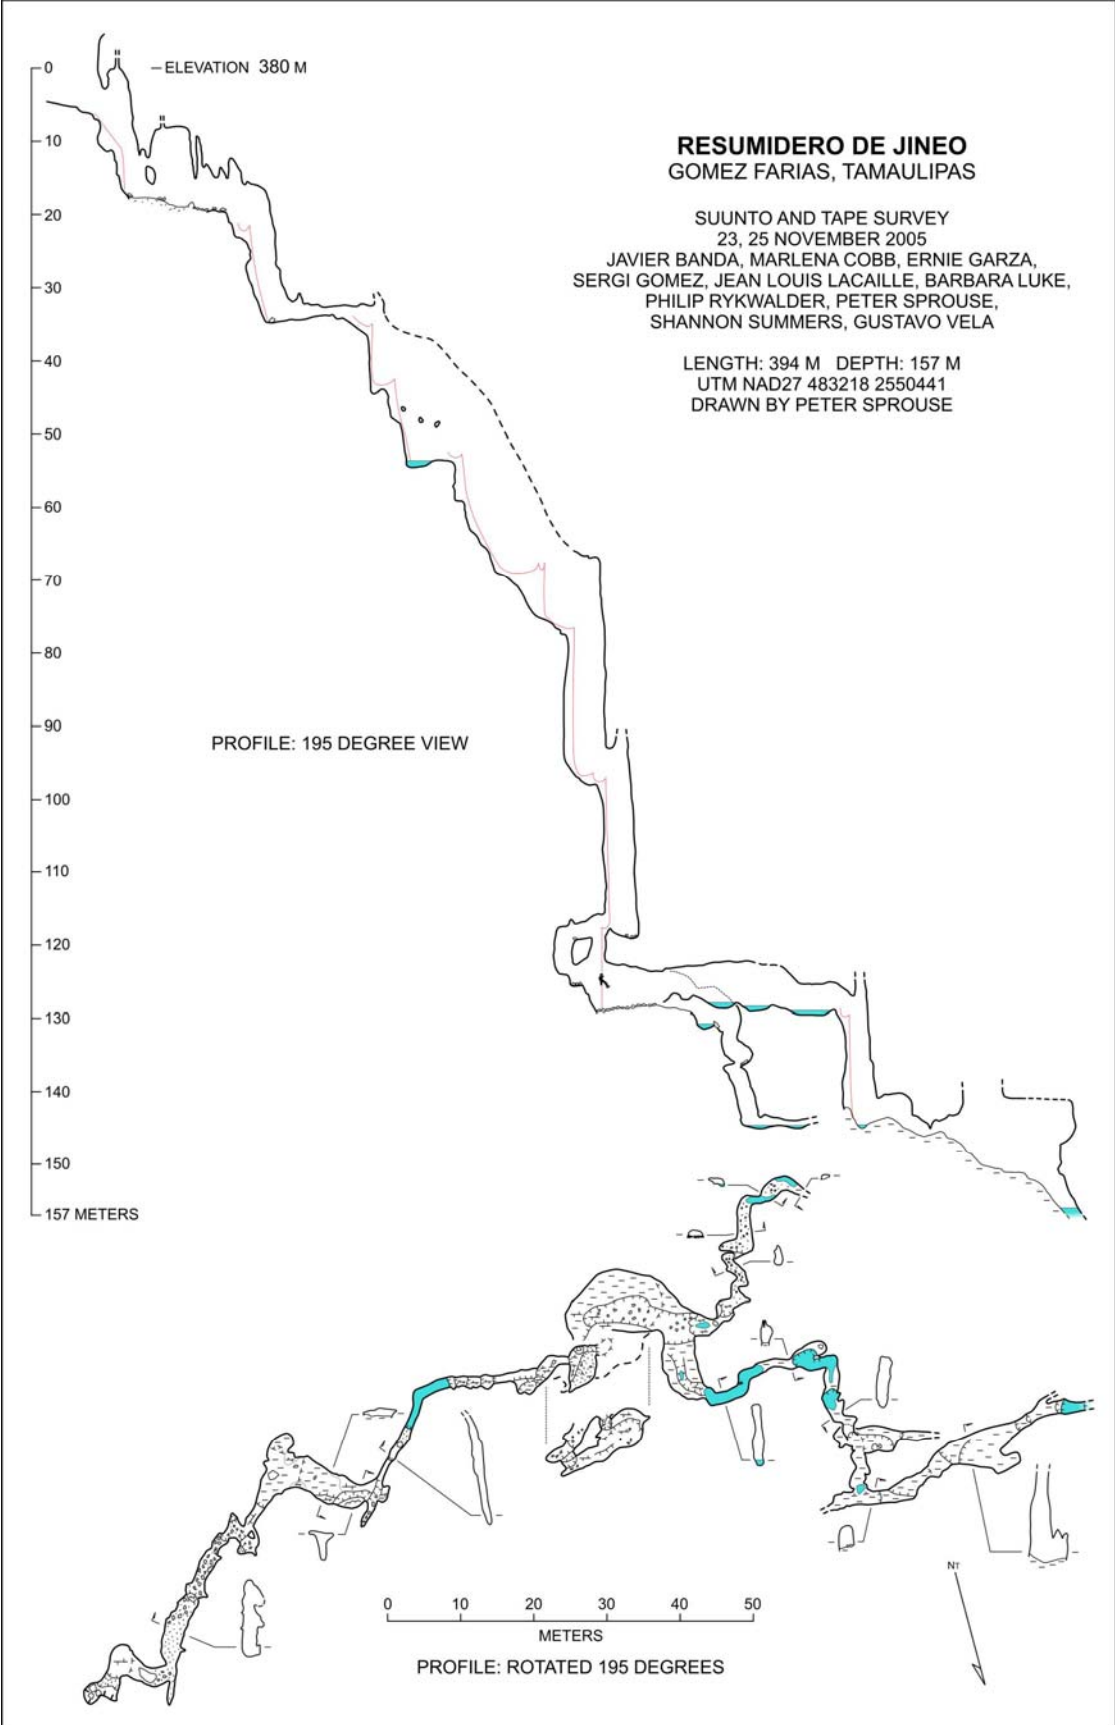 0
ELEVATION 380 M
10
20
30
40
50
60
70
80
90
100
110
120
130
140
150
157 METERS
RESUMIDERO DE JINEO
GOMEZ FARIAS, TAMAULIPAS
SUUNTO AND TAPE SURVEY
23, 25 NOVEMBER 2005
JAVIER BANDA, MARLENA COBB, ERNIE GARZA,
SERGI GOMEZ, JEAN LOUIS LACAILLE, BARBARA LUKE,
PHILIP RYKWALDER, PETER SPROUSE,
SHANNON SUMMERS, GUSTAVO VELA
LENGTH: 394 M DEPTH: 157 M
UTM NAD27 483218 2550441
DRAWN BY PETER SPROUSE
PROFILE: 195 DEGREE VIEW
NT
0 10 20 30 40 50
METERS
PROFILE: ROTATED 195 DEGREES